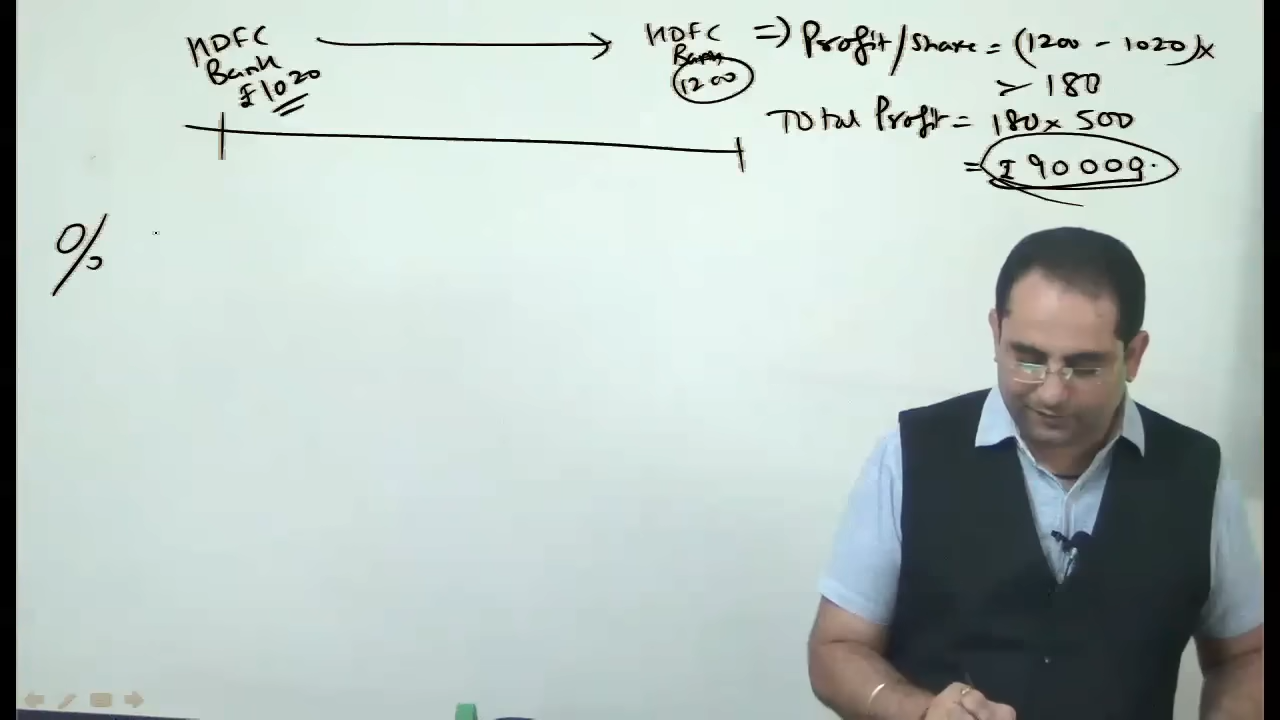 HDFC
Bank
₹1020
HDFC
Bank
1200
=> Profit/Share = (1200 - 1020)x
> 180
Total Profit = 180 x 500
= ₹ 90000.
%